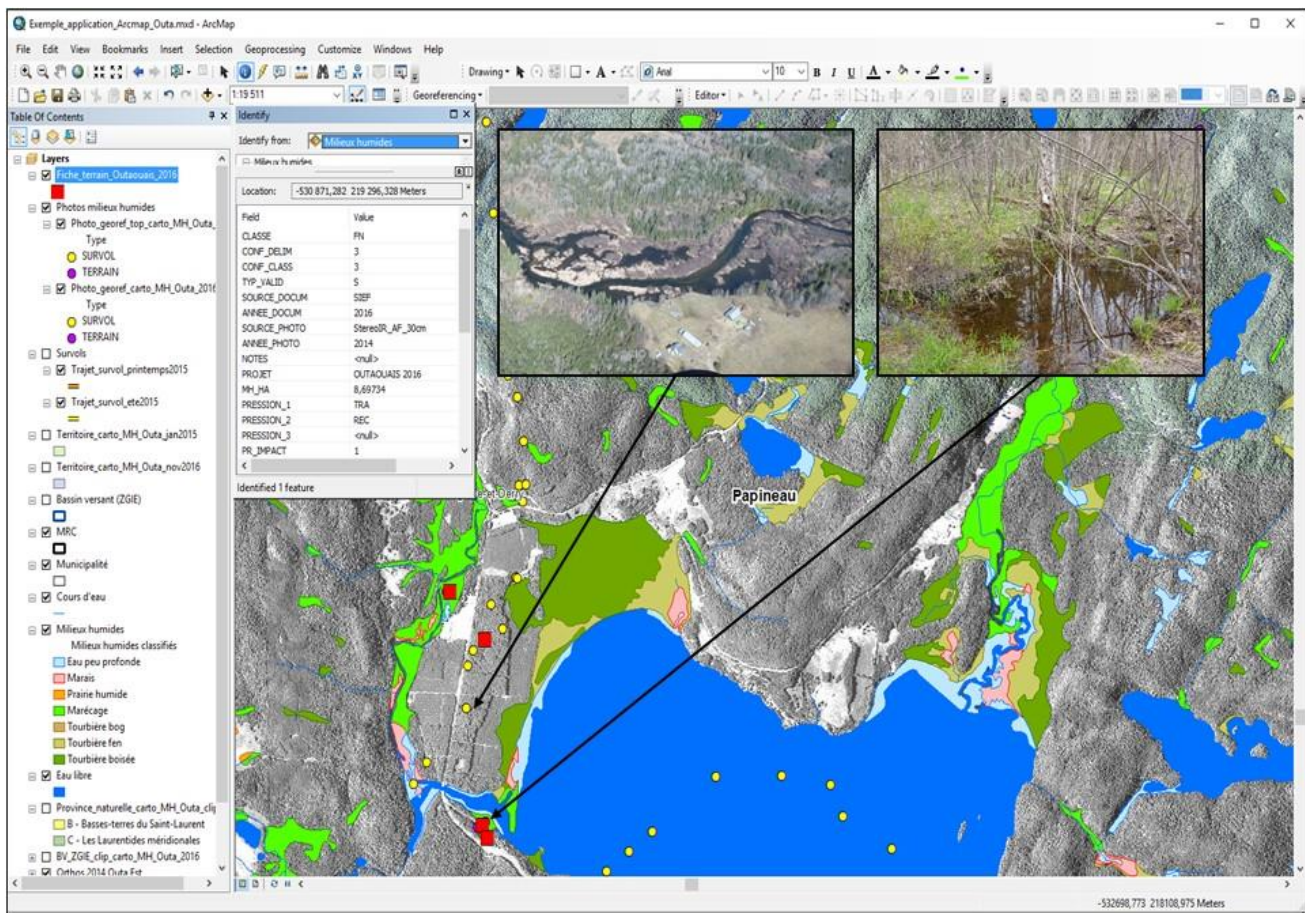 Exemple_application_Arcmap_Outa.mxd - ArcMap
File Edit View Bookmarks Insert Selection Geoprocessing Customize Windows Help
Drawing
Arial
10
B I U A
1:19 511
Georeferencing
Editor
Table Of Contents
Layers
Fiche_terrain_Outaouais_2016
Photos milieux humides
Photo_georef_top_carto_MH_Outa_
Type
SURVOL
TERRAIN
Photo_georef_carto_MH_Outa_2016
Type
SURVOL
TERRAIN
Survols
Trajet_survol_printemps2015
Trajet_survol_ete2015
Territoire_carto_MH_Outa_jan2015
Territoire_carto_MH_Outa_nov2016
Bassin versant (ZGIE)
MRC
Municipalité
Cours d'eau
Milieux humides
Milieux humides classifiés
Eau peu profonde
Marais
Prairie humide
Marécage
Tourbière bog
Tourbière fen
Tourbière boisée
Eau libre
Province_naturelle_carto_MH_Outa_clip
B - Basses-terres du Saint-Laurent
C - Les Laurentides méridionales
BV_ZGIE_clip_carto_MH_Outa_2016
Orthos 2014 Outa Est
Identify
Identify from: Milieux humides
Milieux humides
Location: -530 871,282 219 296,328 Meters
Field Value
CLASSE FN
CONF_DELIM 3
CONF_CLASS 3
TYP_VALID S
SOURCE_DOCUM SIEF
ANNEE_DOCUM 2016
SOURCE_PHOTO StereoIR_AF_30cm
ANNEE_PHOTO 2014
NOTES <null>
PROJET OUTAOUAIS 2016
MH_HA 8,69734
PRESSION_1 TRA
PRESSION_2 REC
PRESSION_3 <null>
PR_IMPACT 1
Identified 1 feature
Papineau
-532698,773 218108,975 Meters